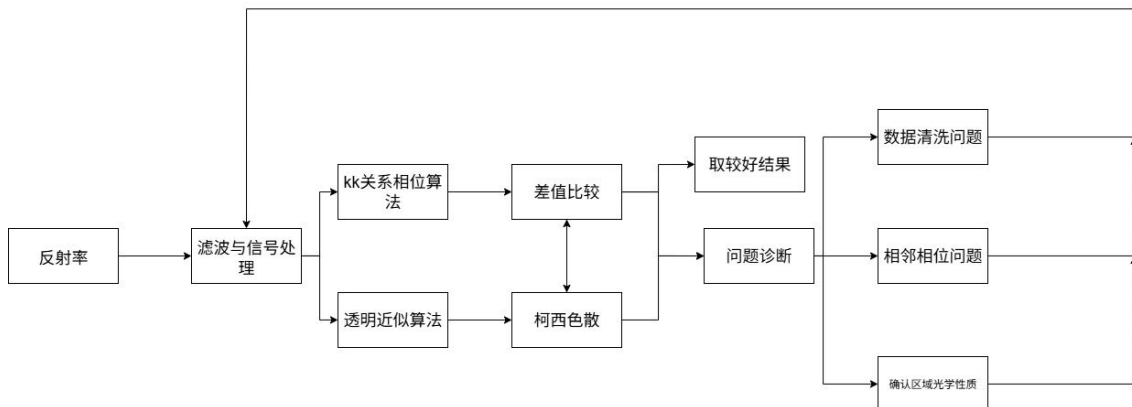 反射率
滤波与信号处
理
kk关系相位算
法
透明近似算法
差值比较
柯西色散
取较好结果
问题诊断
数据清洗问题
相邻相位问题
确认区域光学性质